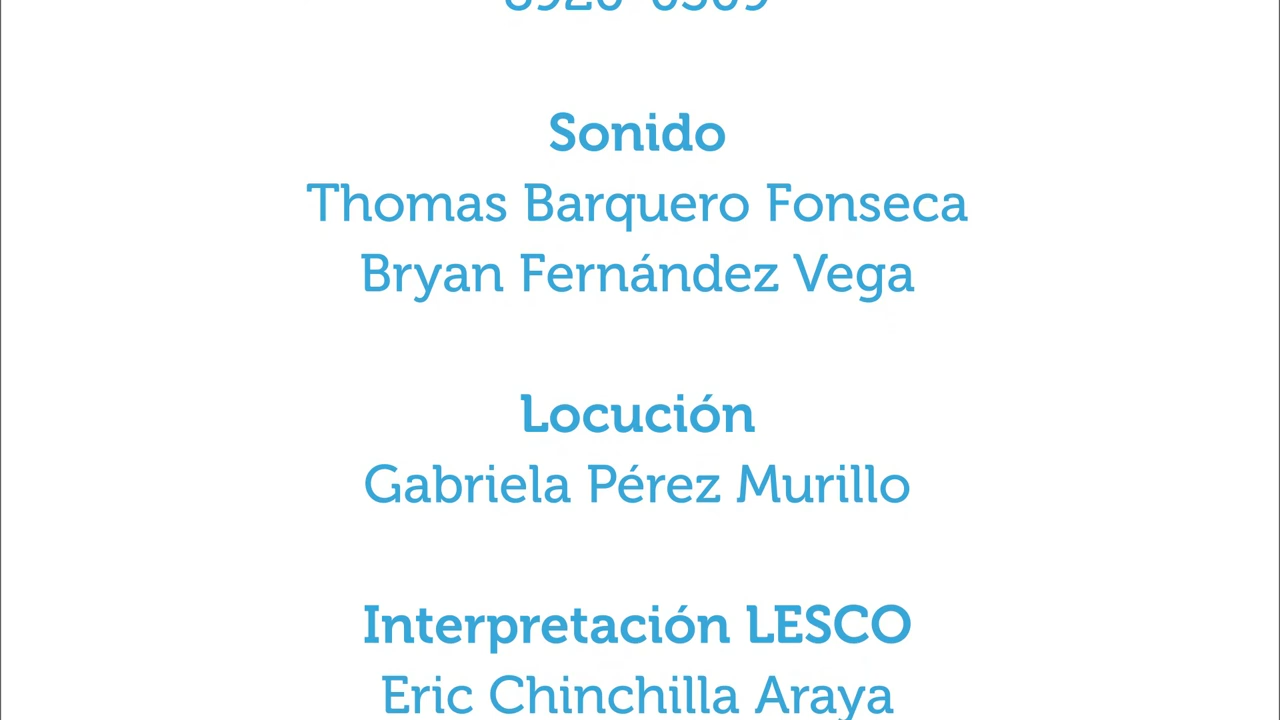 Sonido
Thomas Barquero Fonseca
Bryan Fernández Vega
Locución
Gabriela Pérez Murillo
Interpretación LESCO
Eric Chinchilla Araya